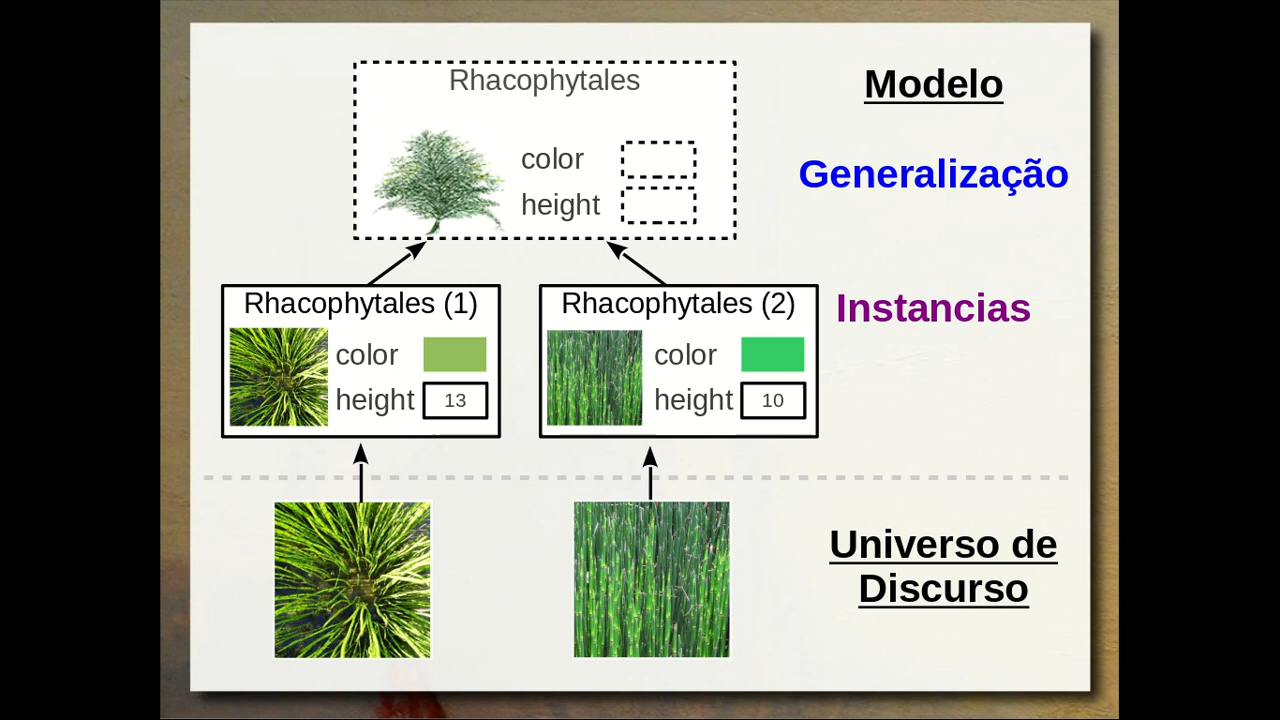 Rhacophytales
Modelo
color
Generalização
height
Rhacophytales (1)
Rhacophytales (2)
Instancias
color
color
height 13
height 10
Universo de
Discurso